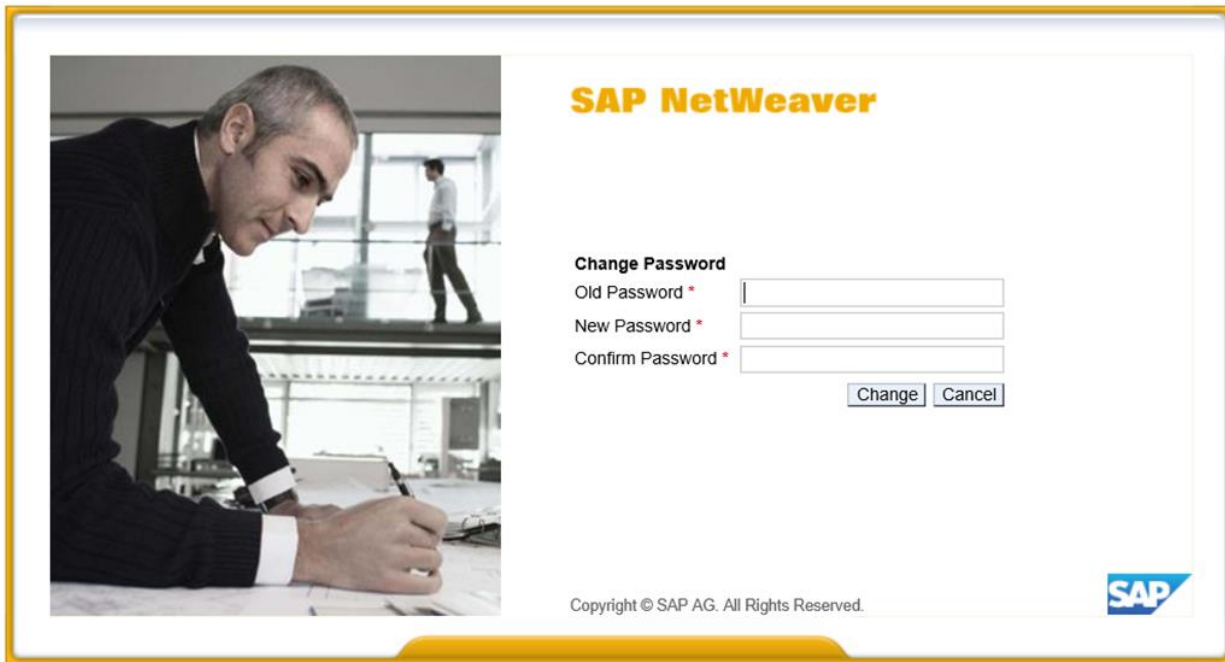 SAP NetWeaver
Change Password
Old Password *
New Password *
Confirm Password *
Change Cancel
Copyright © SAP AG. All Rights Reserved.
SAP